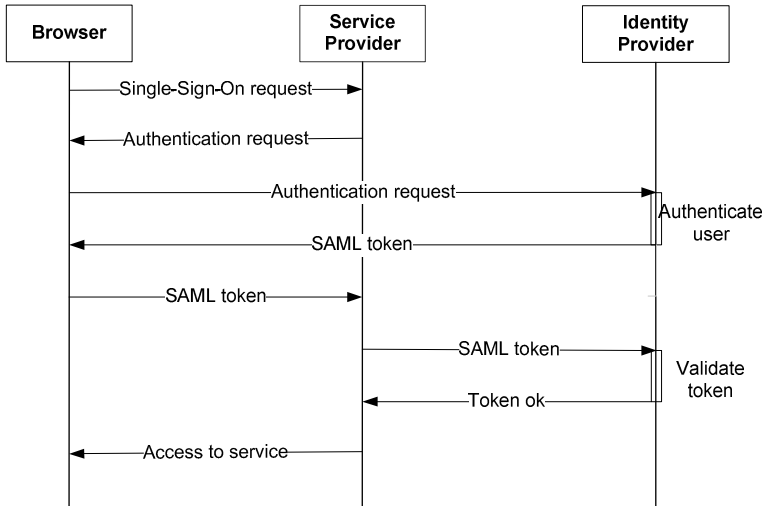 Browser
Service
Provider
Identity
Provider
Single-Sign-On request
Authentication request
Authentication request
Authenticate
user
SAML token
SAML token
SAML token
Validate
token
Token ok
Access to service